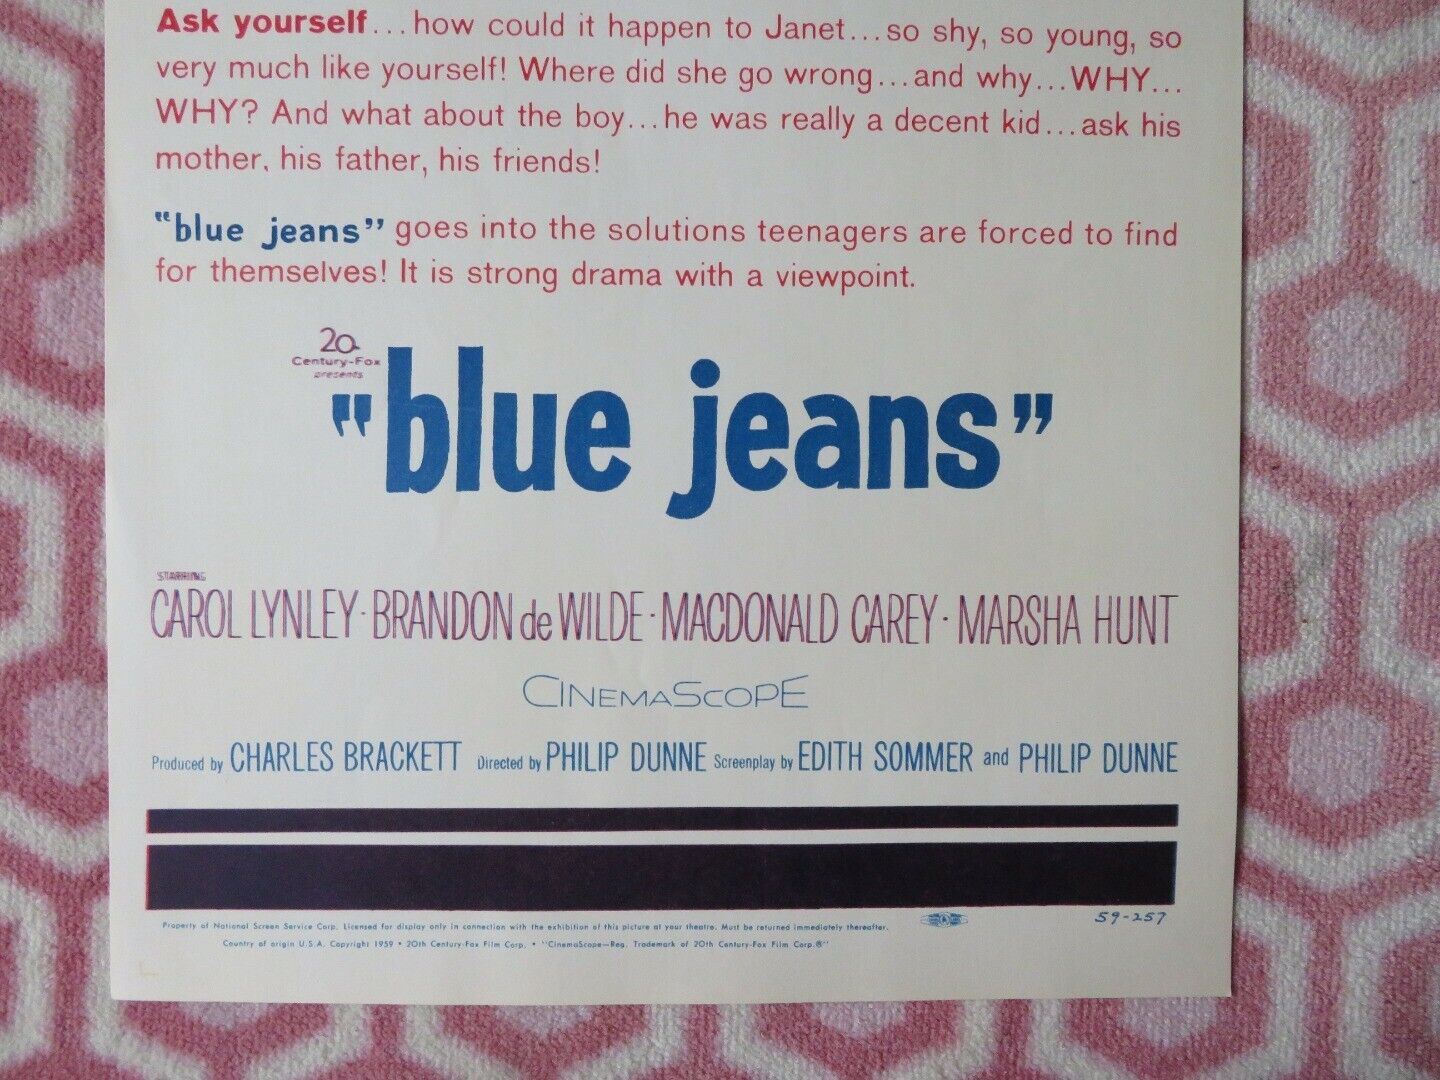 Ask yourself...how could it happen to Janet...so shy, so young, so
very much like yourself! Where did she go wrong...and why...WHY...
WHY? And what about the boy...he was really a decent kid...ask his
mother, his father, his friends!
"blue jeans" goes into the solutions teenagers are forced to find
for themselves! It is strong drama with a viewpoint.
20
Century-Fox
presents
"blue jeans"
STARRING
CAROL LYNLEY · BRANDON de WILDE · MACDONALD CAREY · MARSHA HUNT
CINEMASCOPE
Produced by CHARLES BRACKETT Directed by PHILIP DUNNE Screenplay by EDITH SOMMER and PHILIP DUNNE
Property of National Screen Service Corp. Licensed for display only in connection with the exhibition of this picture at your theatre. Must be returned immediately thereafter.
59-257
Country of origin U.S.A. Copyright 1959 • 20th Century-Fox Film Corp. • "CinemaScope—Reg. Trademark of 20th Century-Fox Film Corp.®"